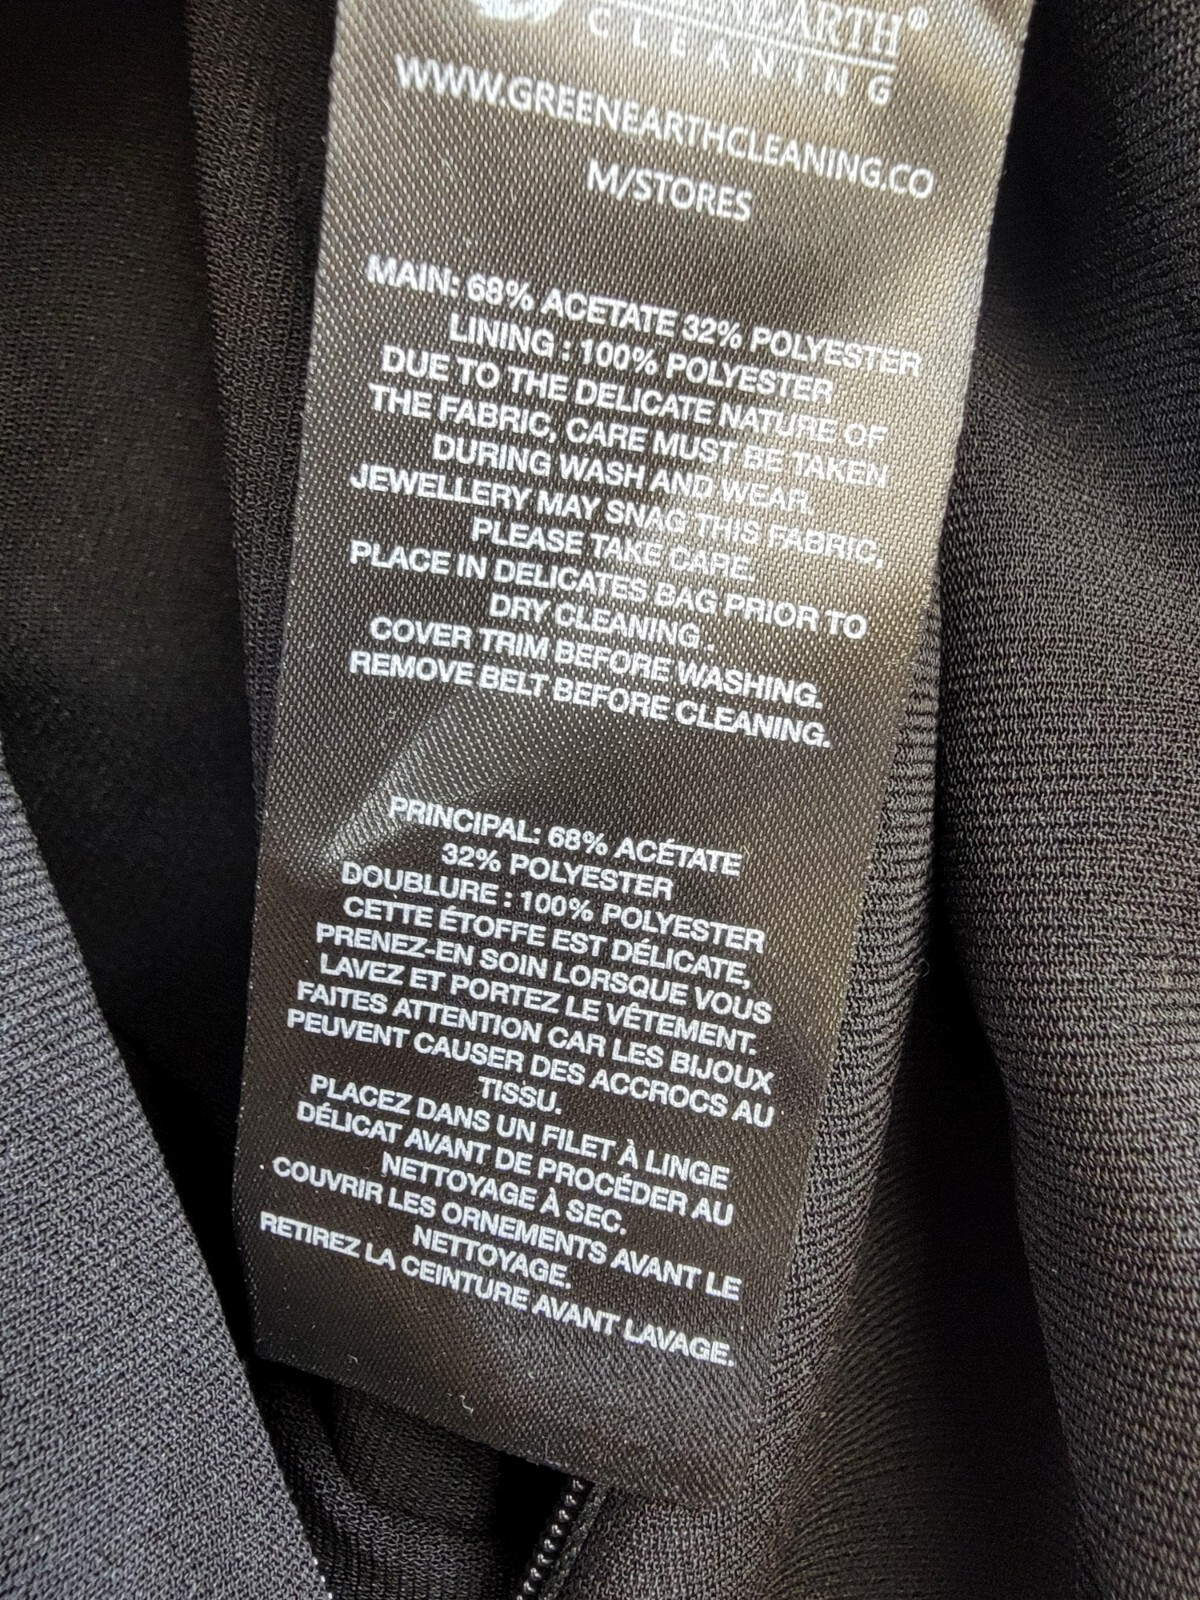 CLEANING
WWW.GREENEARTHCLEANING.CO
M/STORES
MAIN: 68% ACETATE 32% POLYESTER
LINING : 100% POLYESTER
DUE TO THE DELICATE NATURE OF
THE FABRIC, CARE MUST BE TAKEN
DURING WASH AND WEAR.
JEWELLERY MAY SNAG THIS FABRIC,
PLEASE TAKE CARE.
PLACE IN DELICATES BAG PRIOR TO
DRY CLEANING .
COVER TRIM BEFORE WASHING.
REMOVE BELT BEFORE CLEANING.
PRINCIPAL: 68% ACÉTATE
32% POLYESTER
DOUBLURE : 100% POLYESTER
CETTE ÉTOFFE EST DÉLICATE,
PRENEZ-EN SOIN LORSQUE VOUS
LAVEZ ET PORTEZ LE VÊTEMENT.
FAITES ATTENTION CAR LES BIJOUX
PEUVENT CAUSER DES ACCROCS AU
TISSU.
PLACEZ DANS UN FILET À LINGE
DÉLICAT AVANT DE PROCÉDER AU
NETTOYAGE À SEC.
COUVRIR LES ORNEMENTS AVANT LE
NETTOYAGE.
RETIREZ LA CEINTURE AVANT LAVAGE.